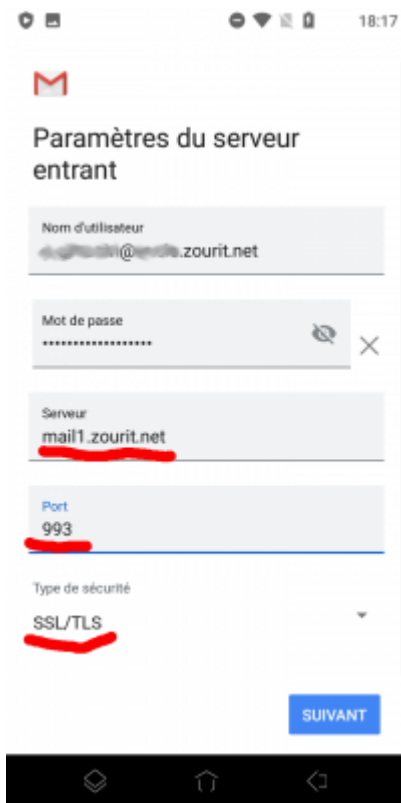 18:17
Paramètres du serveur
entrant
Nom d'utilisateur
.zourit.net
Mot de passe
••••••••••••••••••
Serveur
mail1.zourit.net
Port
993
Type de sécurité
SSL/TLS
SUIVANT